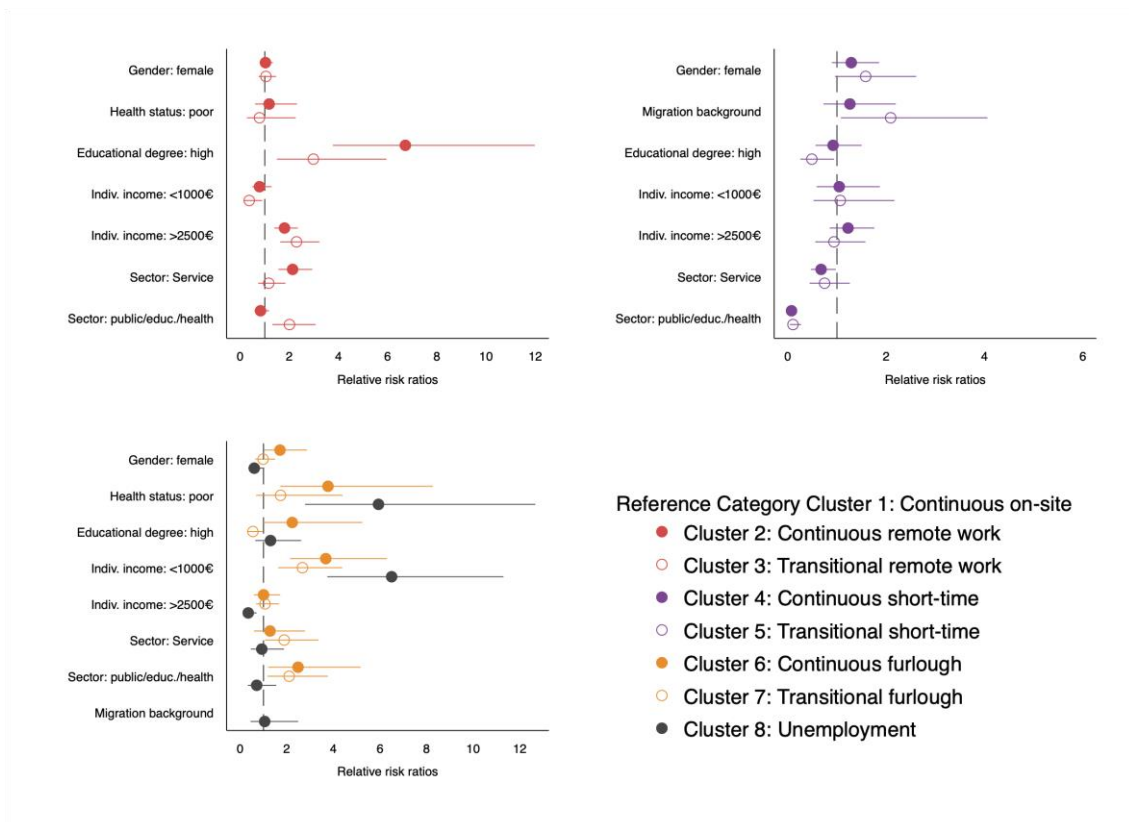 Gender: female
Health status: poor
Educational degree: high
Indiv. income: <1000€
Indiv. income: >2500€
Sector: Service
Sector: public/educ./health
0 2 4 6 8 10 12
Relative risk ratios
Gender: female
Migration background
Educational degree: high
Indiv. income: <1000€
Indiv. income: >2500€
Sector: Service
Sector: public/educ./health
0 2 4 6
Relative risk ratios
Gender: female
Health status: poor
Educational degree: high
Indiv. income: <1000€
Indiv. income: >2500€
Sector: Service
Sector: public/educ./health
Migration background
0 2 4 6 8 10 12
Relative risk ratios
Reference Category Cluster 1: Continuous on-site
Cluster 2: Continuous remote work
Cluster 3: Transitional remote work
Cluster 4: Continuous short-time
Cluster 5: Transitional short-time
Cluster 6: Continuous furlough
Cluster 7: Transitional furlough
Cluster 8: Unemployment